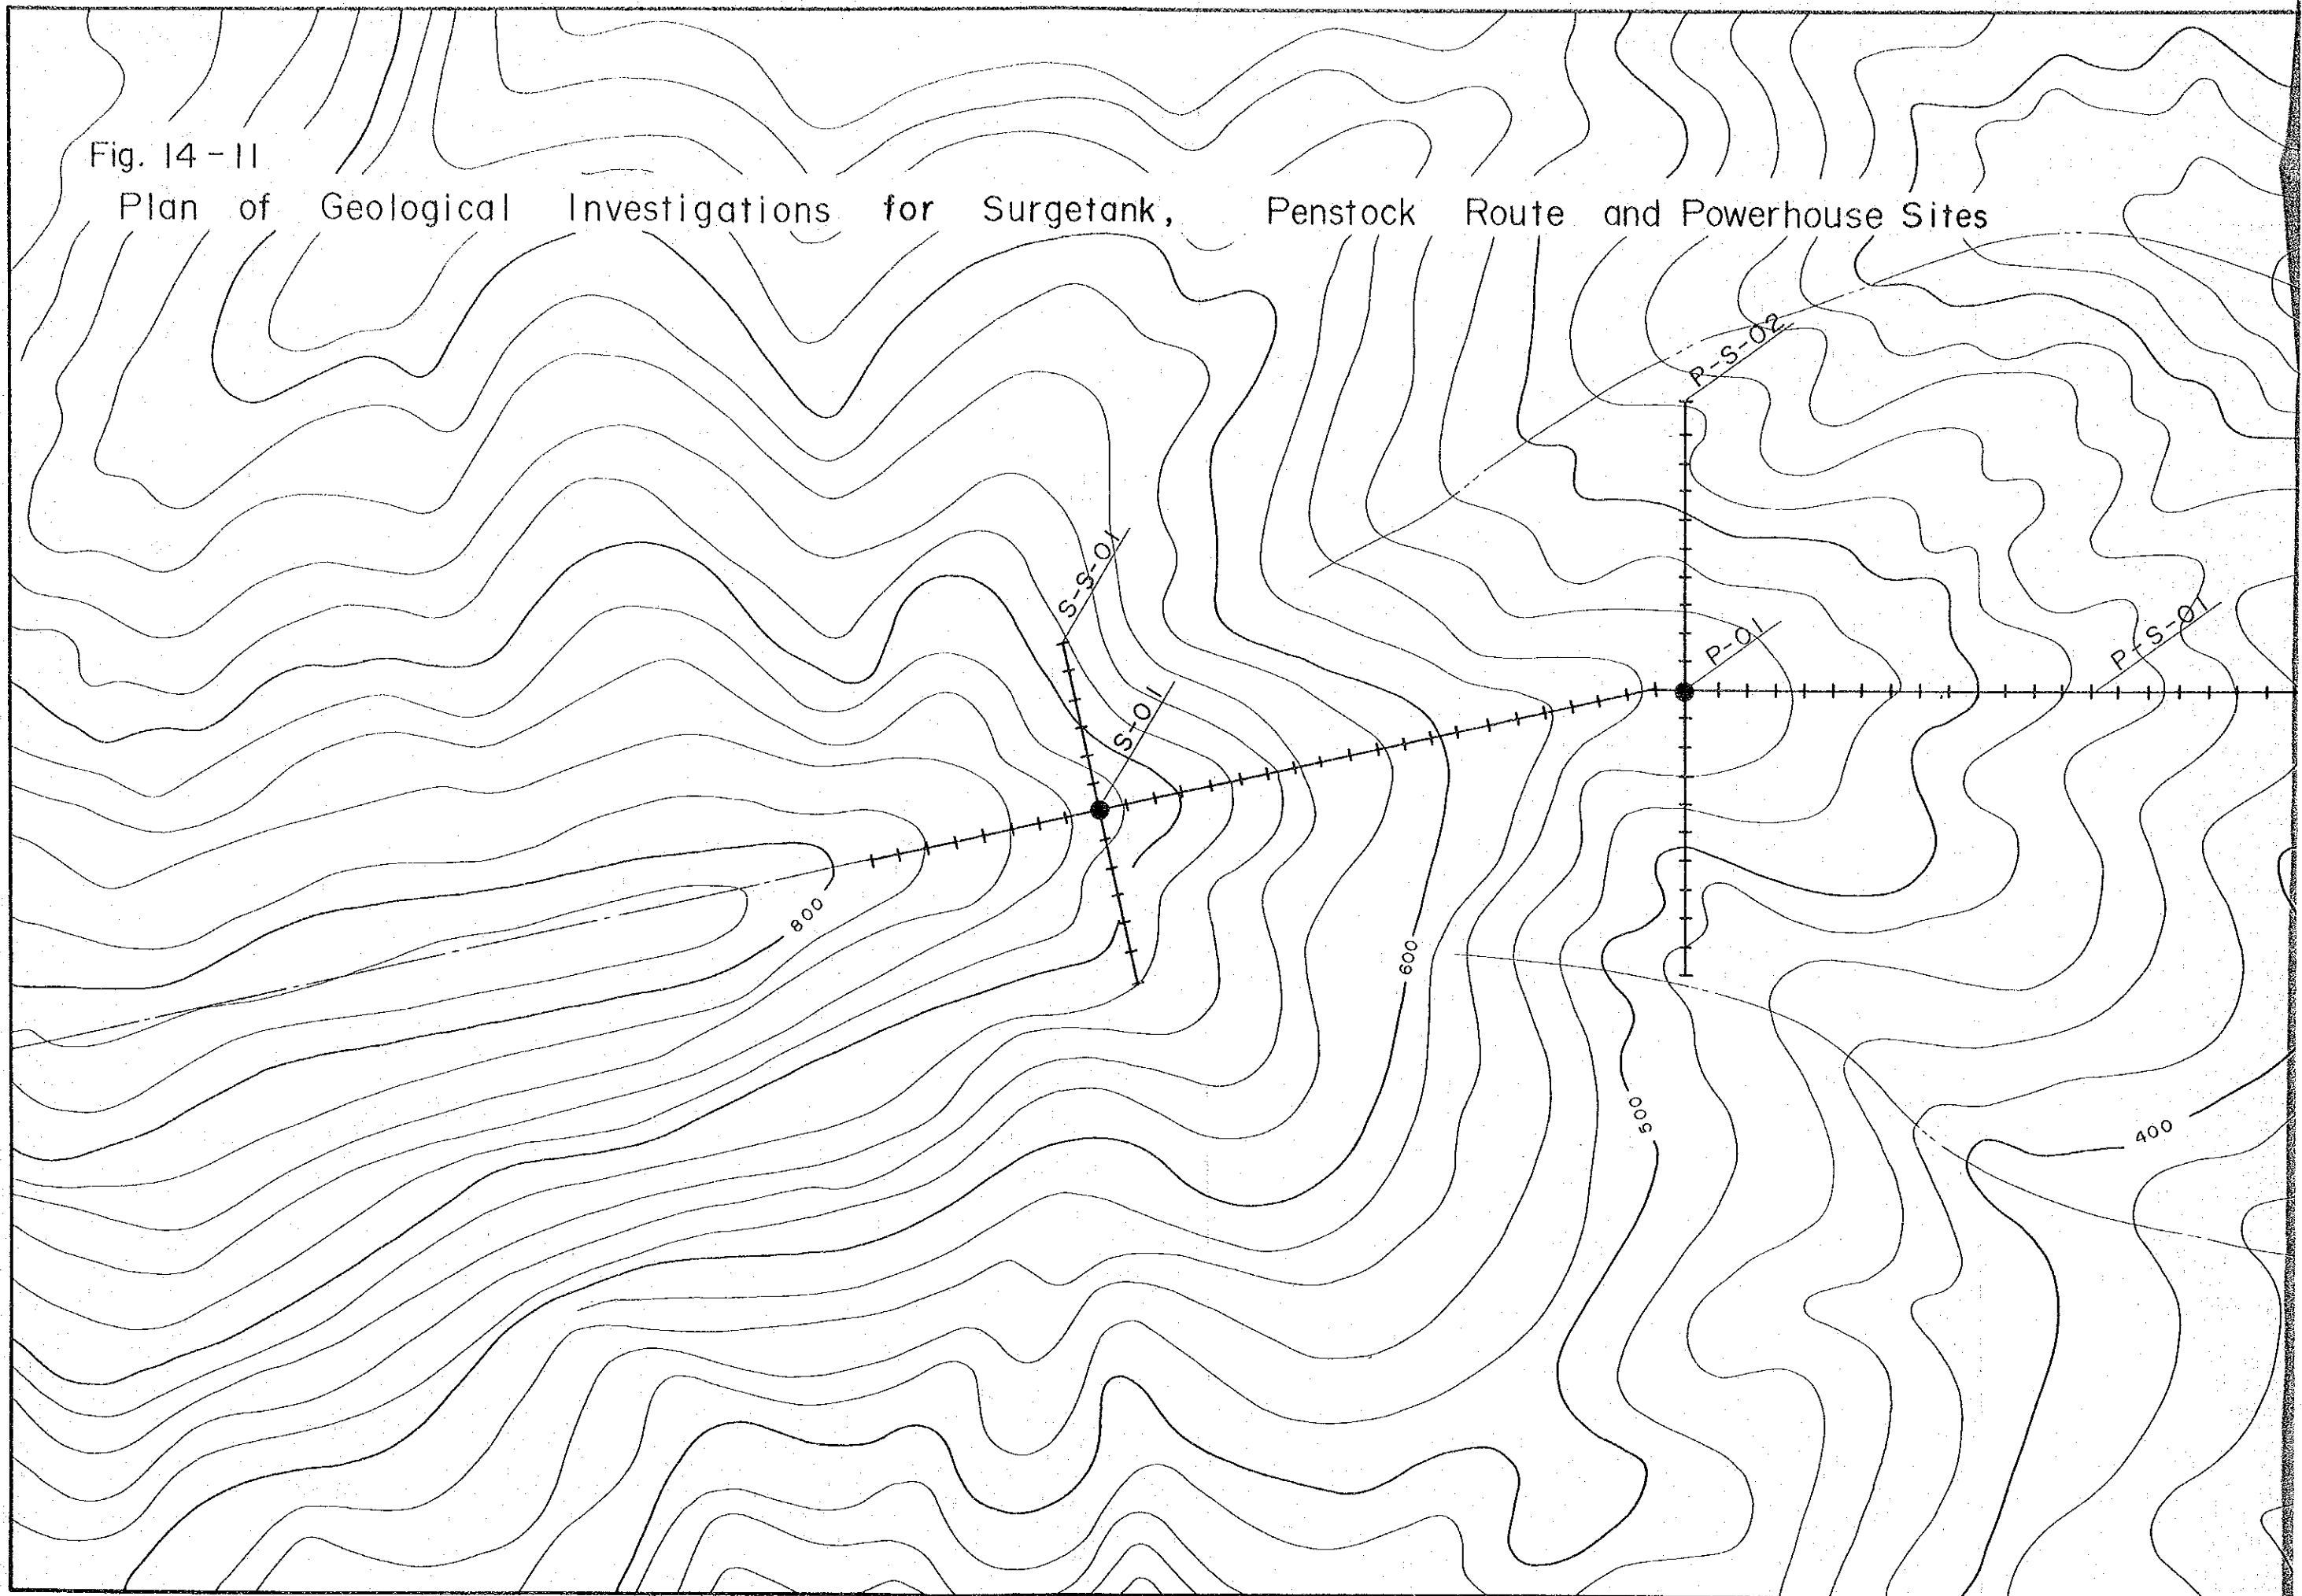 Fig. 14-11
Plan of Geological Investigations for Surgetank, Penstock Route and Powerhouse Sites
P-S-02
S-S-01
P-01
P-S-01
S-01
800
600
500
400